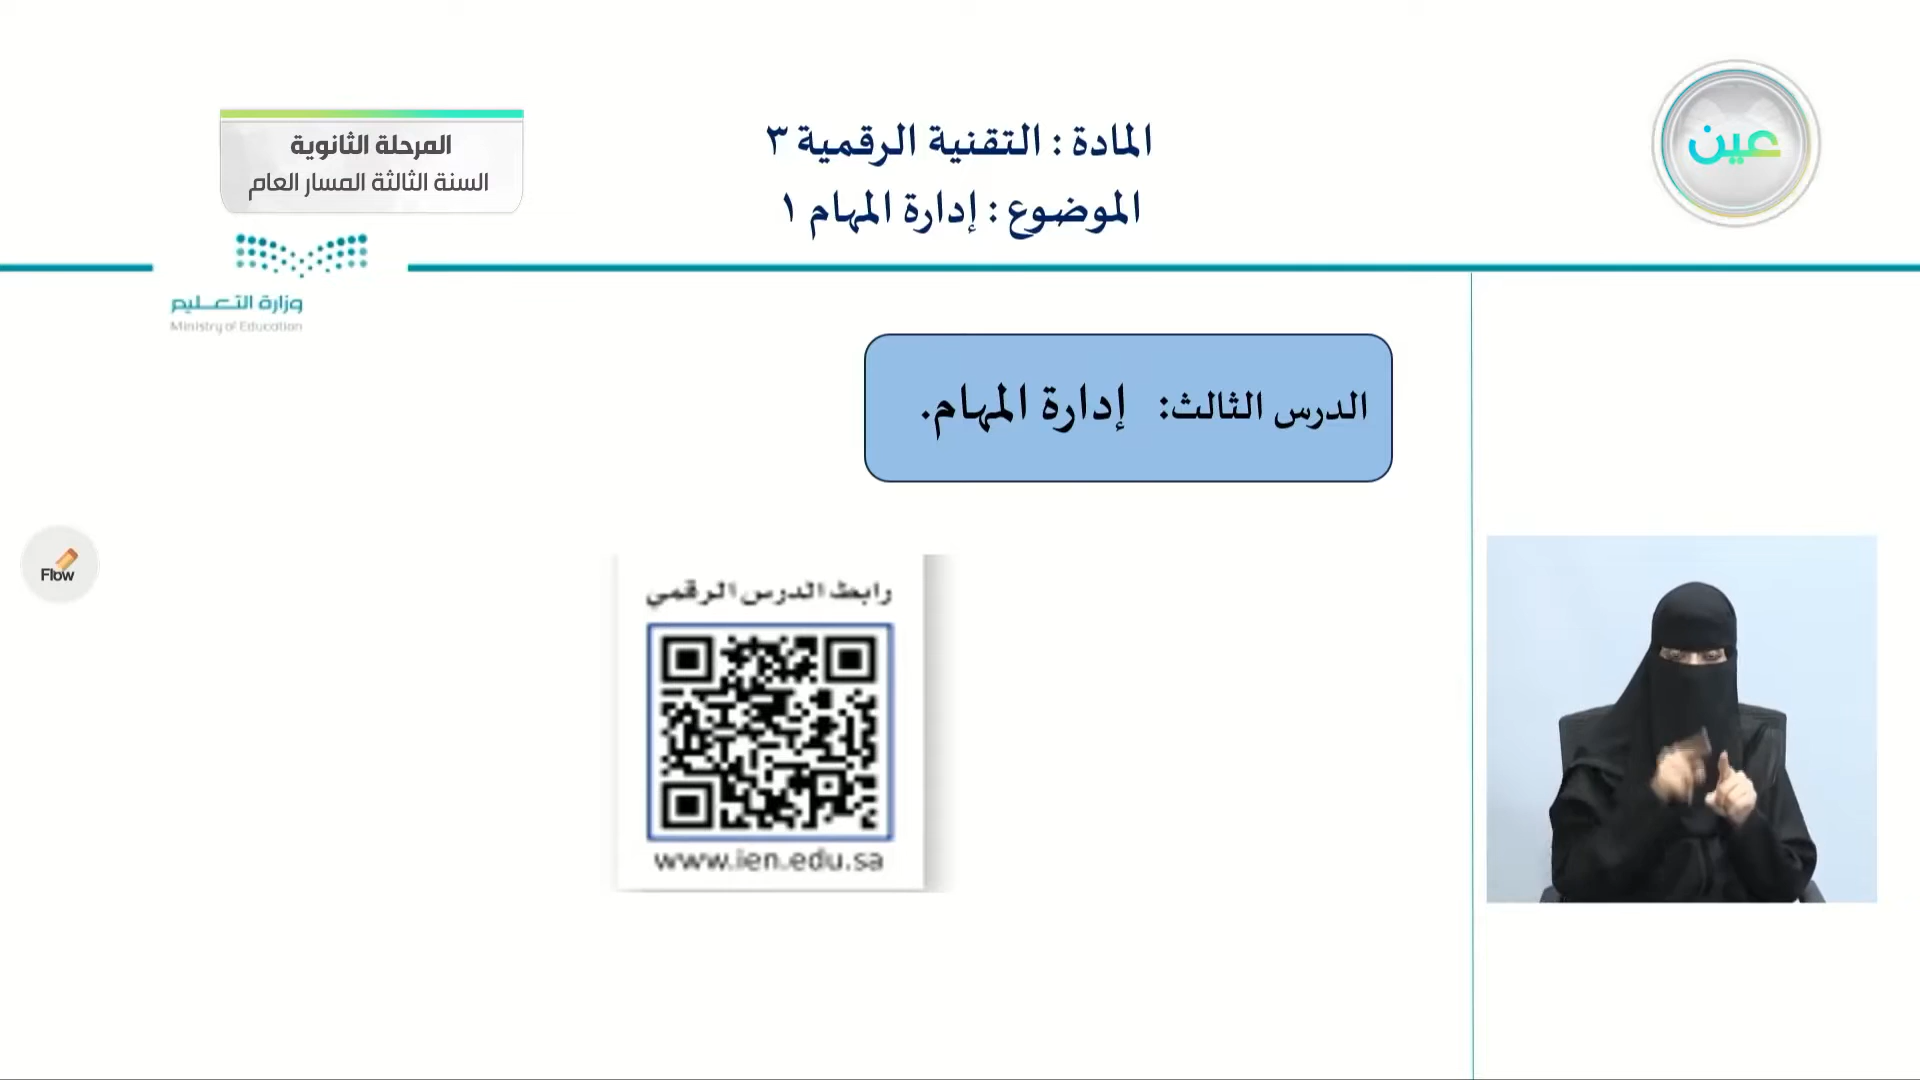 عين
المادة : التقنية الرقمية ٣
الموضوع : إدارة المهام ١
المرحلة الثانوية
السنة الثالثة المسار العام
وزارة التعليم
Ministry of Education
الدرس الثالث: إدارة المهام.
Flow
رابط الدرس الرقمي
www.ien.edu.sa